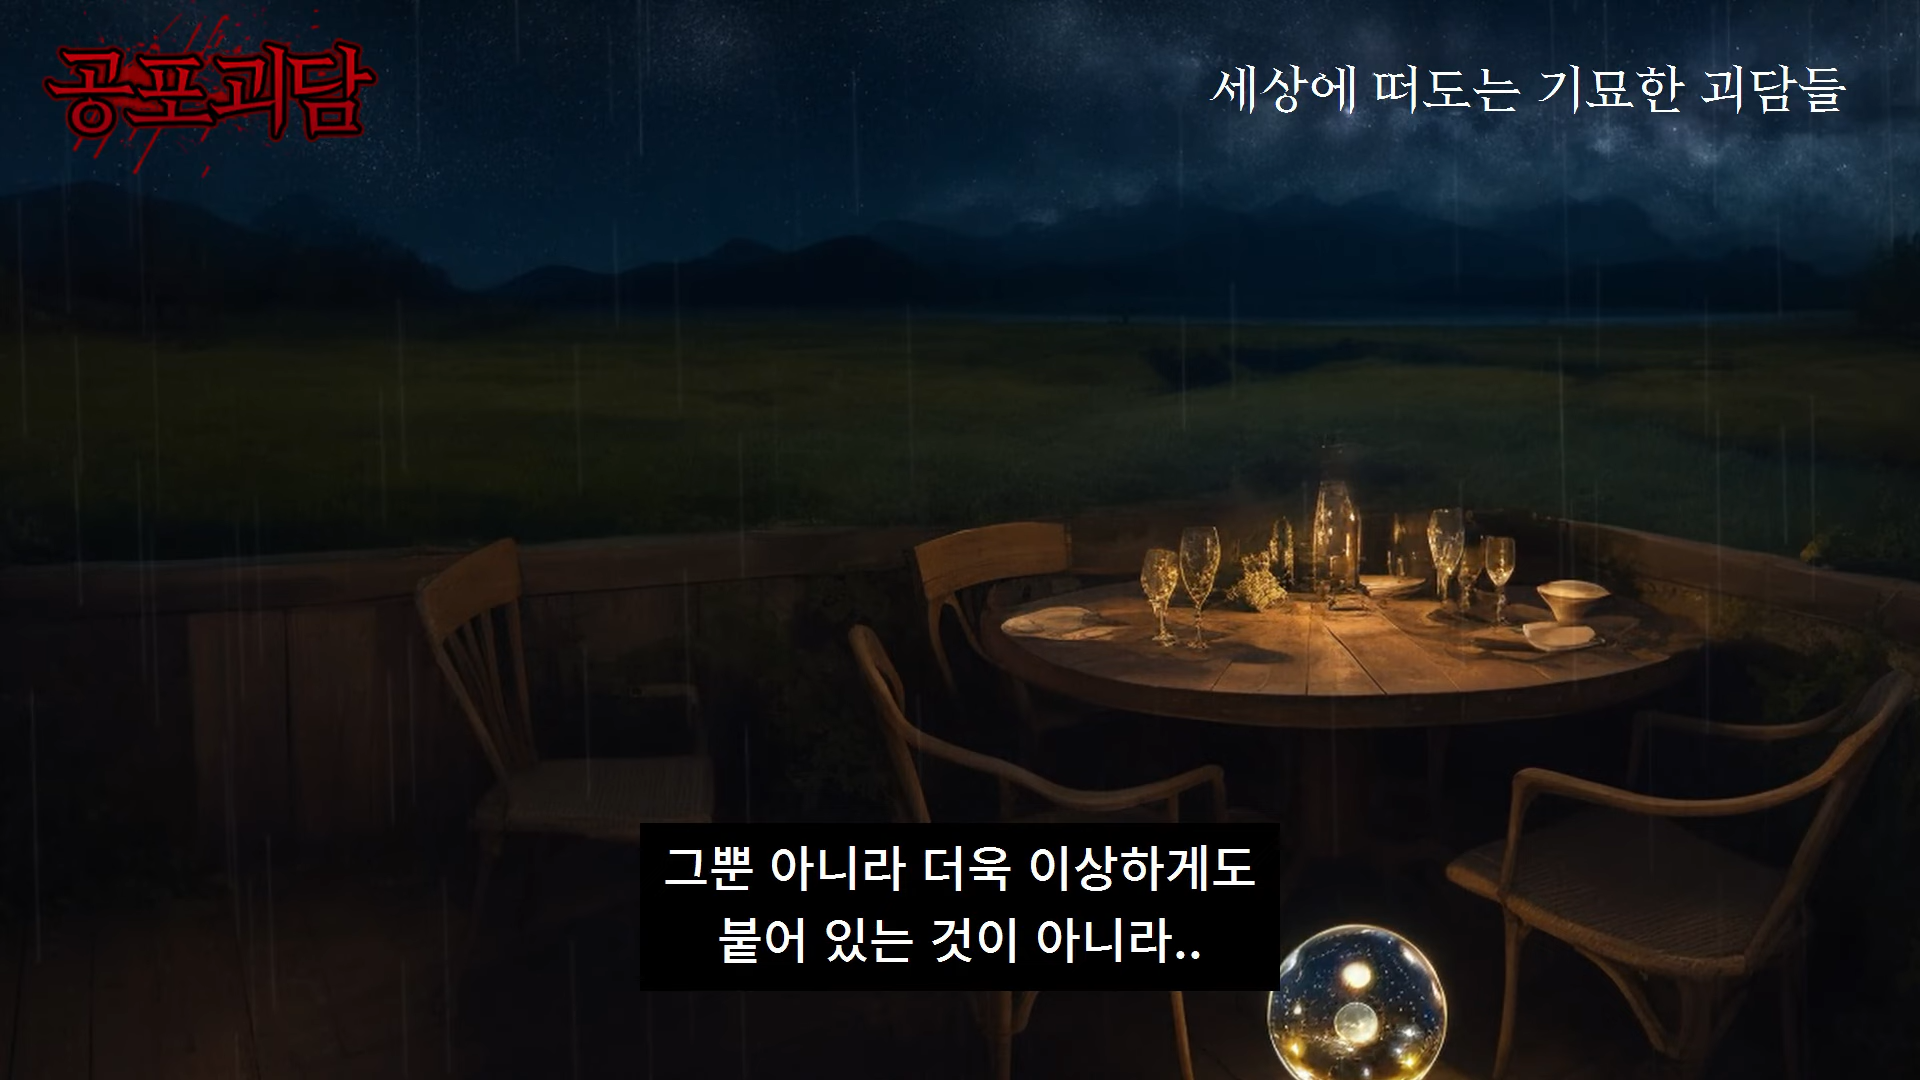 공포괴담
세상에 떠도는 기묘한 괴담들
그뿐 아니라 더욱 이상하게도
붙어 있는 것이 아니라..